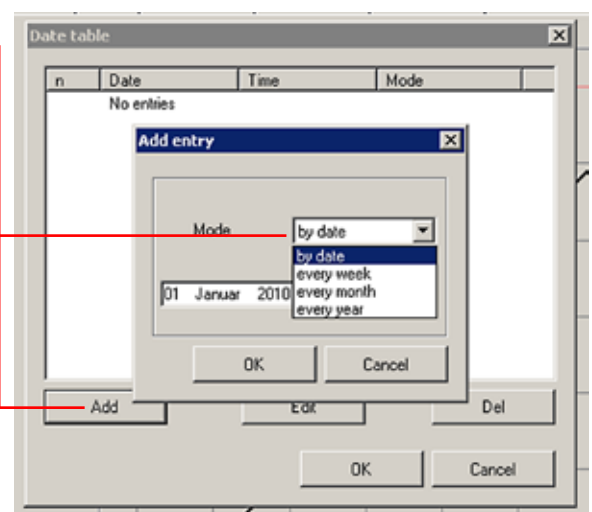 Date table
n Date Time Mode
No entries
Add entry
Mode by date
by date
every week
every month
every year
01 Januar 2010
OK Cancel
Add Edit Del
OK Cancel